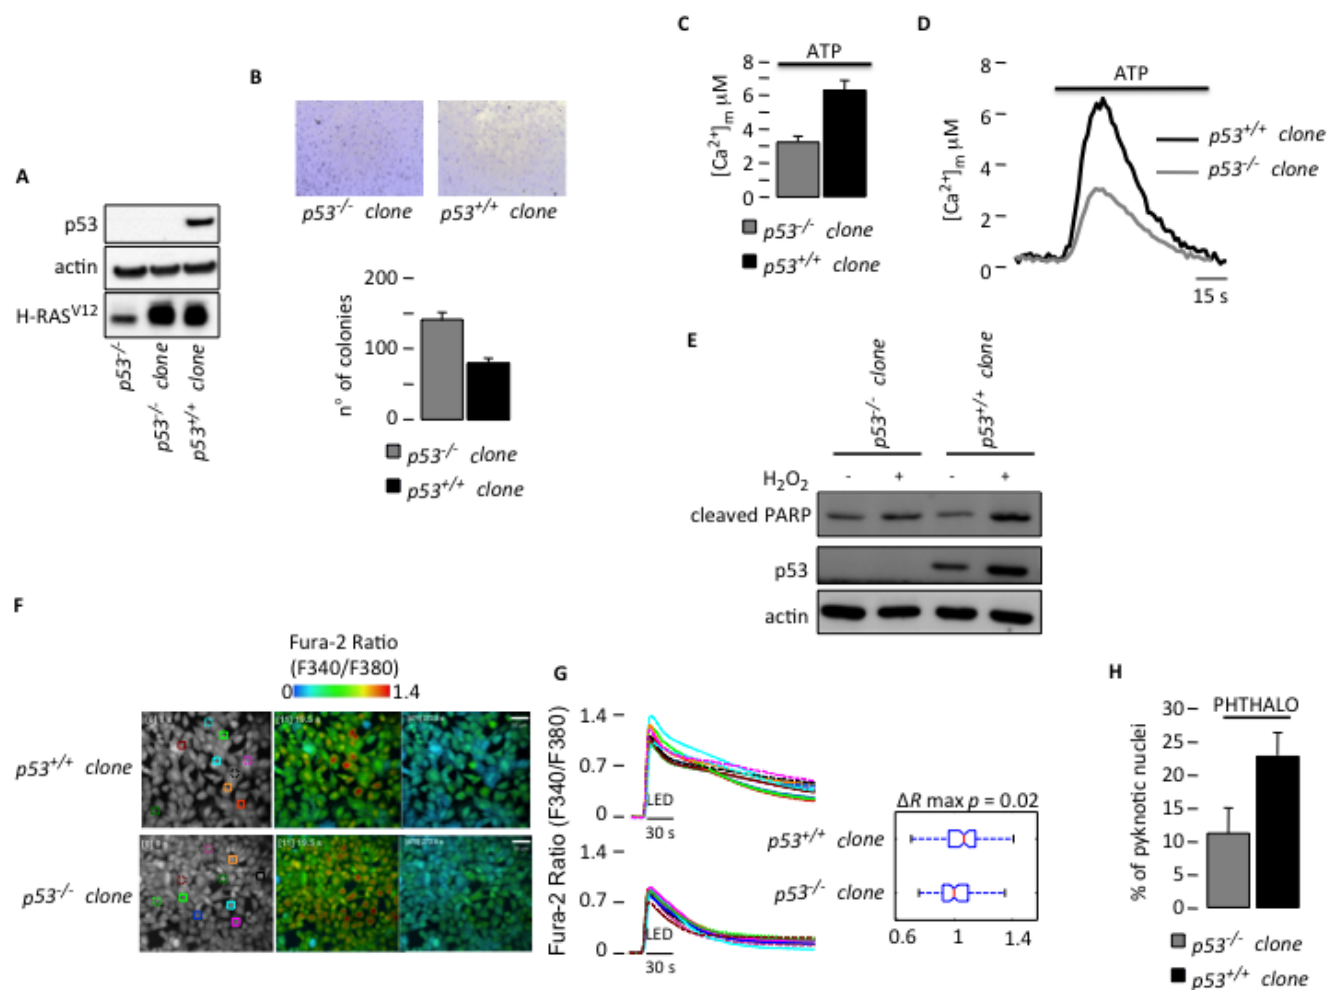 A
p53
actin
H-RAS^V12
p53^-/-
p53^-/- clone
p53^+/+ clone
B
p53^-/- clone
p53^+/+ clone
n° of colonies
200
100
0
p53^-/- clone
p53^+/+ clone
C
ATP
[Ca^2+]_m μM
8
6
4
2
0
p53^-/- clone
p53^+/+ clone
D
ATP
[Ca^2+]_m μM
8
6
4
2
0
p53^+/+ clone
p53^-/- clone
15 s
E
p53^-/- clone
p53^+/+ clone
H₂O₂ - + - +
cleaved PARP
p53
actin
F
Fura-2 Ratio
(F340/F380)
0 1.4
p53^+/+ clone
p53^-/- clone
G
Fura-2 Ratio (F340/F380)
1.4
0.7
0
LED
30 s
1.4
0.7
0
LED
30 s
ΔR max p = 0.02
p53^+/+ clone
p53^-/- clone
0.6 1 1.4
H
PHTHALO
% of pyknotic nuclei
30
25
20
15
10
5
0
p53^-/- clone
p53^+/+ clone